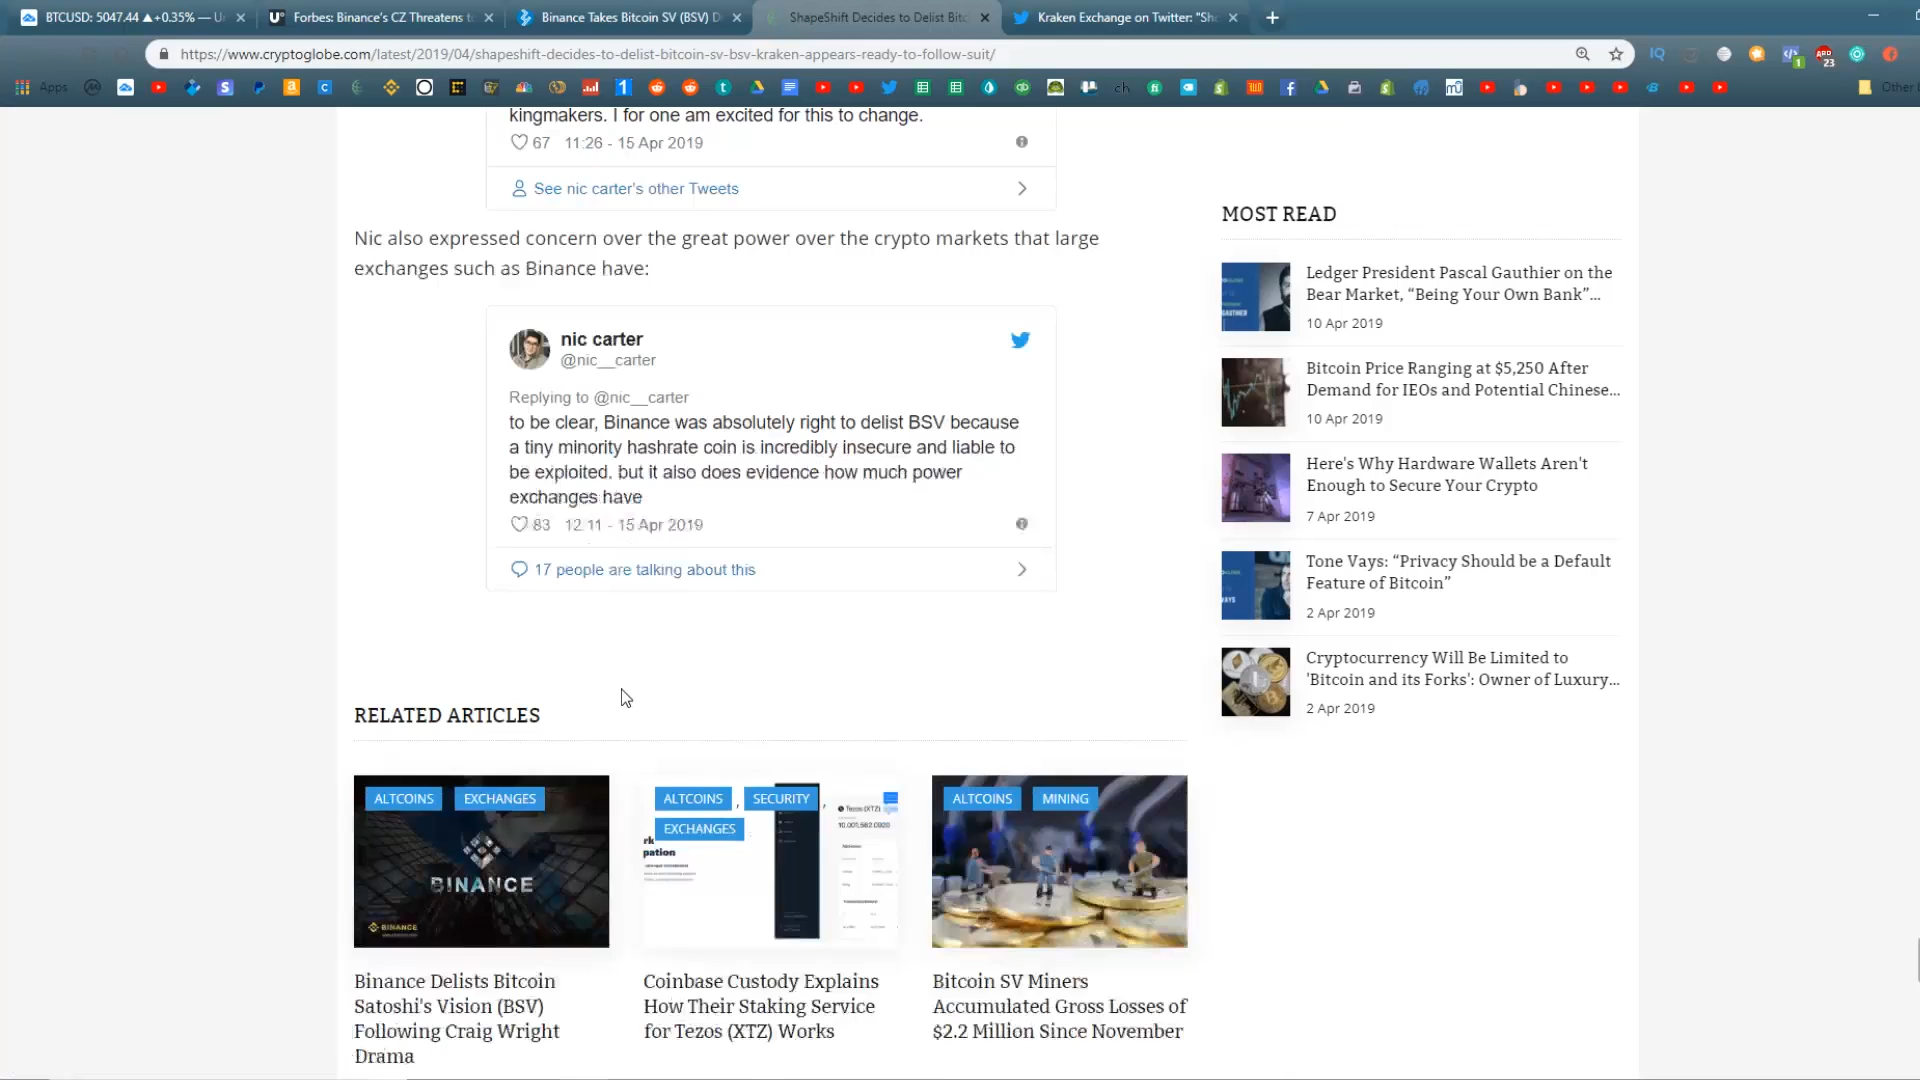 BTCUSD: 5047.44 ▲+0.35% — U
Forbes: Binance's CZ Threatens t
Binance Takes Bitcoin SV (BSV) D
ShapeShift Decides to Delist Bitc
Kraken Exchange on Twitter: "Sh
https://www.cryptoglobe.com/latest/2019/04/shapeshift-decides-to-delist-bitcoin-sv-bsv-kraken-appears-ready-to-follow-suit/
Apps
Other
kingmakers. I for one am excited for this to change.
67 11:26 - 15 Apr 2019
See nic carter's other Tweets
Nic also expressed concern over the great power over the crypto markets that large
exchanges such as Binance have:
nic carter
@nic__carter
Replying to @nic__carter
to be clear, Binance was absolutely right to delist BSV because
a tiny minority hashrate coin is incredibly insecure and liable to
be exploited. but it also does evidence how much power
exchanges have
83 12:11 - 15 Apr 2019
17 people are talking about this
MOST READ
Ledger President Pascal Gauthier on the
Bear Market, “Being Your Own Bank”...
10 Apr 2019
Bitcoin Price Ranging at $5,250 After
Demand for IEOs and Potential Chinese...
10 Apr 2019
Here's Why Hardware Wallets Aren't
Enough to Secure Your Crypto
7 Apr 2019
Tone Vays: “Privacy Should be a Default
Feature of Bitcoin”
2 Apr 2019
Cryptocurrency Will Be Limited to
'Bitcoin and its Forks': Owner of Luxury...
2 Apr 2019
RELATED ARTICLES
ALTCOINS EXCHANGES
BINANCE
BINANCE
Binance Delists Bitcoin
Satoshi's Vision (BSV)
Following Craig Wright
Drama
ALTCOINS , SECURITY ,
EXCHANGES
Tezos (XTZ)
10,001,562.0920
pation
Coinbase Custody Explains
How Their Staking Service
for Tezos (XTZ) Works
ALTCOINS MINING
Bitcoin SV Miners
Accumulated Gross Losses of
$2.2 Million Since November